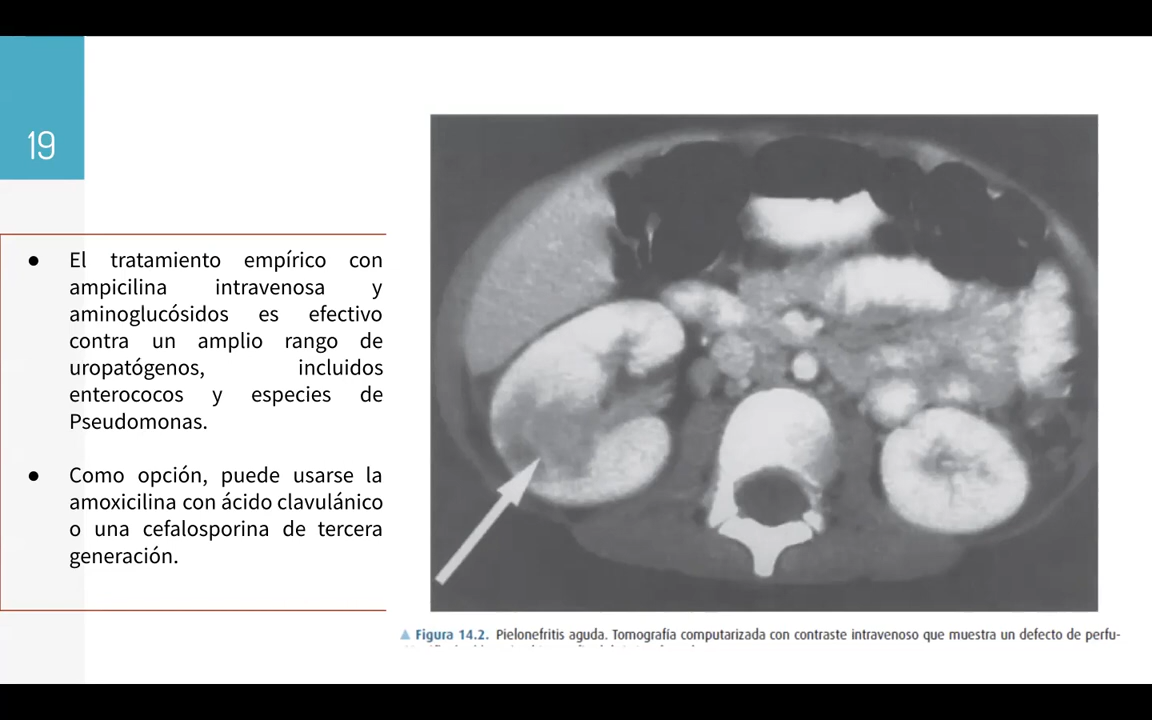 19
● El tratamiento empírico con
ampicilina intravenosa y
aminoglucósidos es efectivo
contra un amplio rango de
uropatógenos, incluidos
enterococos y especies de
Pseudomonas.
● Como opción, puede usarse la
amoxicilina con ácido clavulánico
o una cefalosporina de tercera
generación.
▲ Figura 14.2. Pielonefritis aguda. Tomografía computarizada con contraste intravenoso que muestra un defecto de perfu-